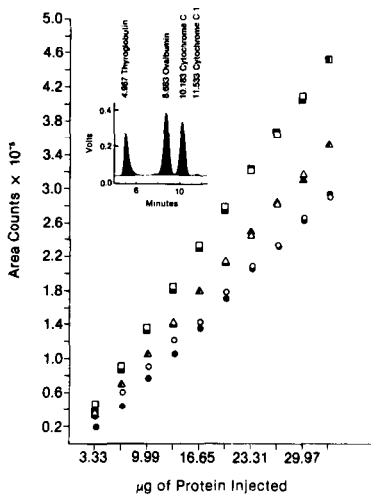 5.0
4.6
4.2
3.8
3.4
3.0
2.6
2.2
1.8
1.4
1.0
0.6
0.2
Area Counts × 10⁻⁵
4.967 Thyroglobulin
8.683 Ovalbumin
10.183 Cytochrome C
11.533 Cytochrome C 1
0.4
0.2
0.0
Volts
6 10
Minutes
3.33 9.99 16.65 23.31 29.97
µg of Protein Injected